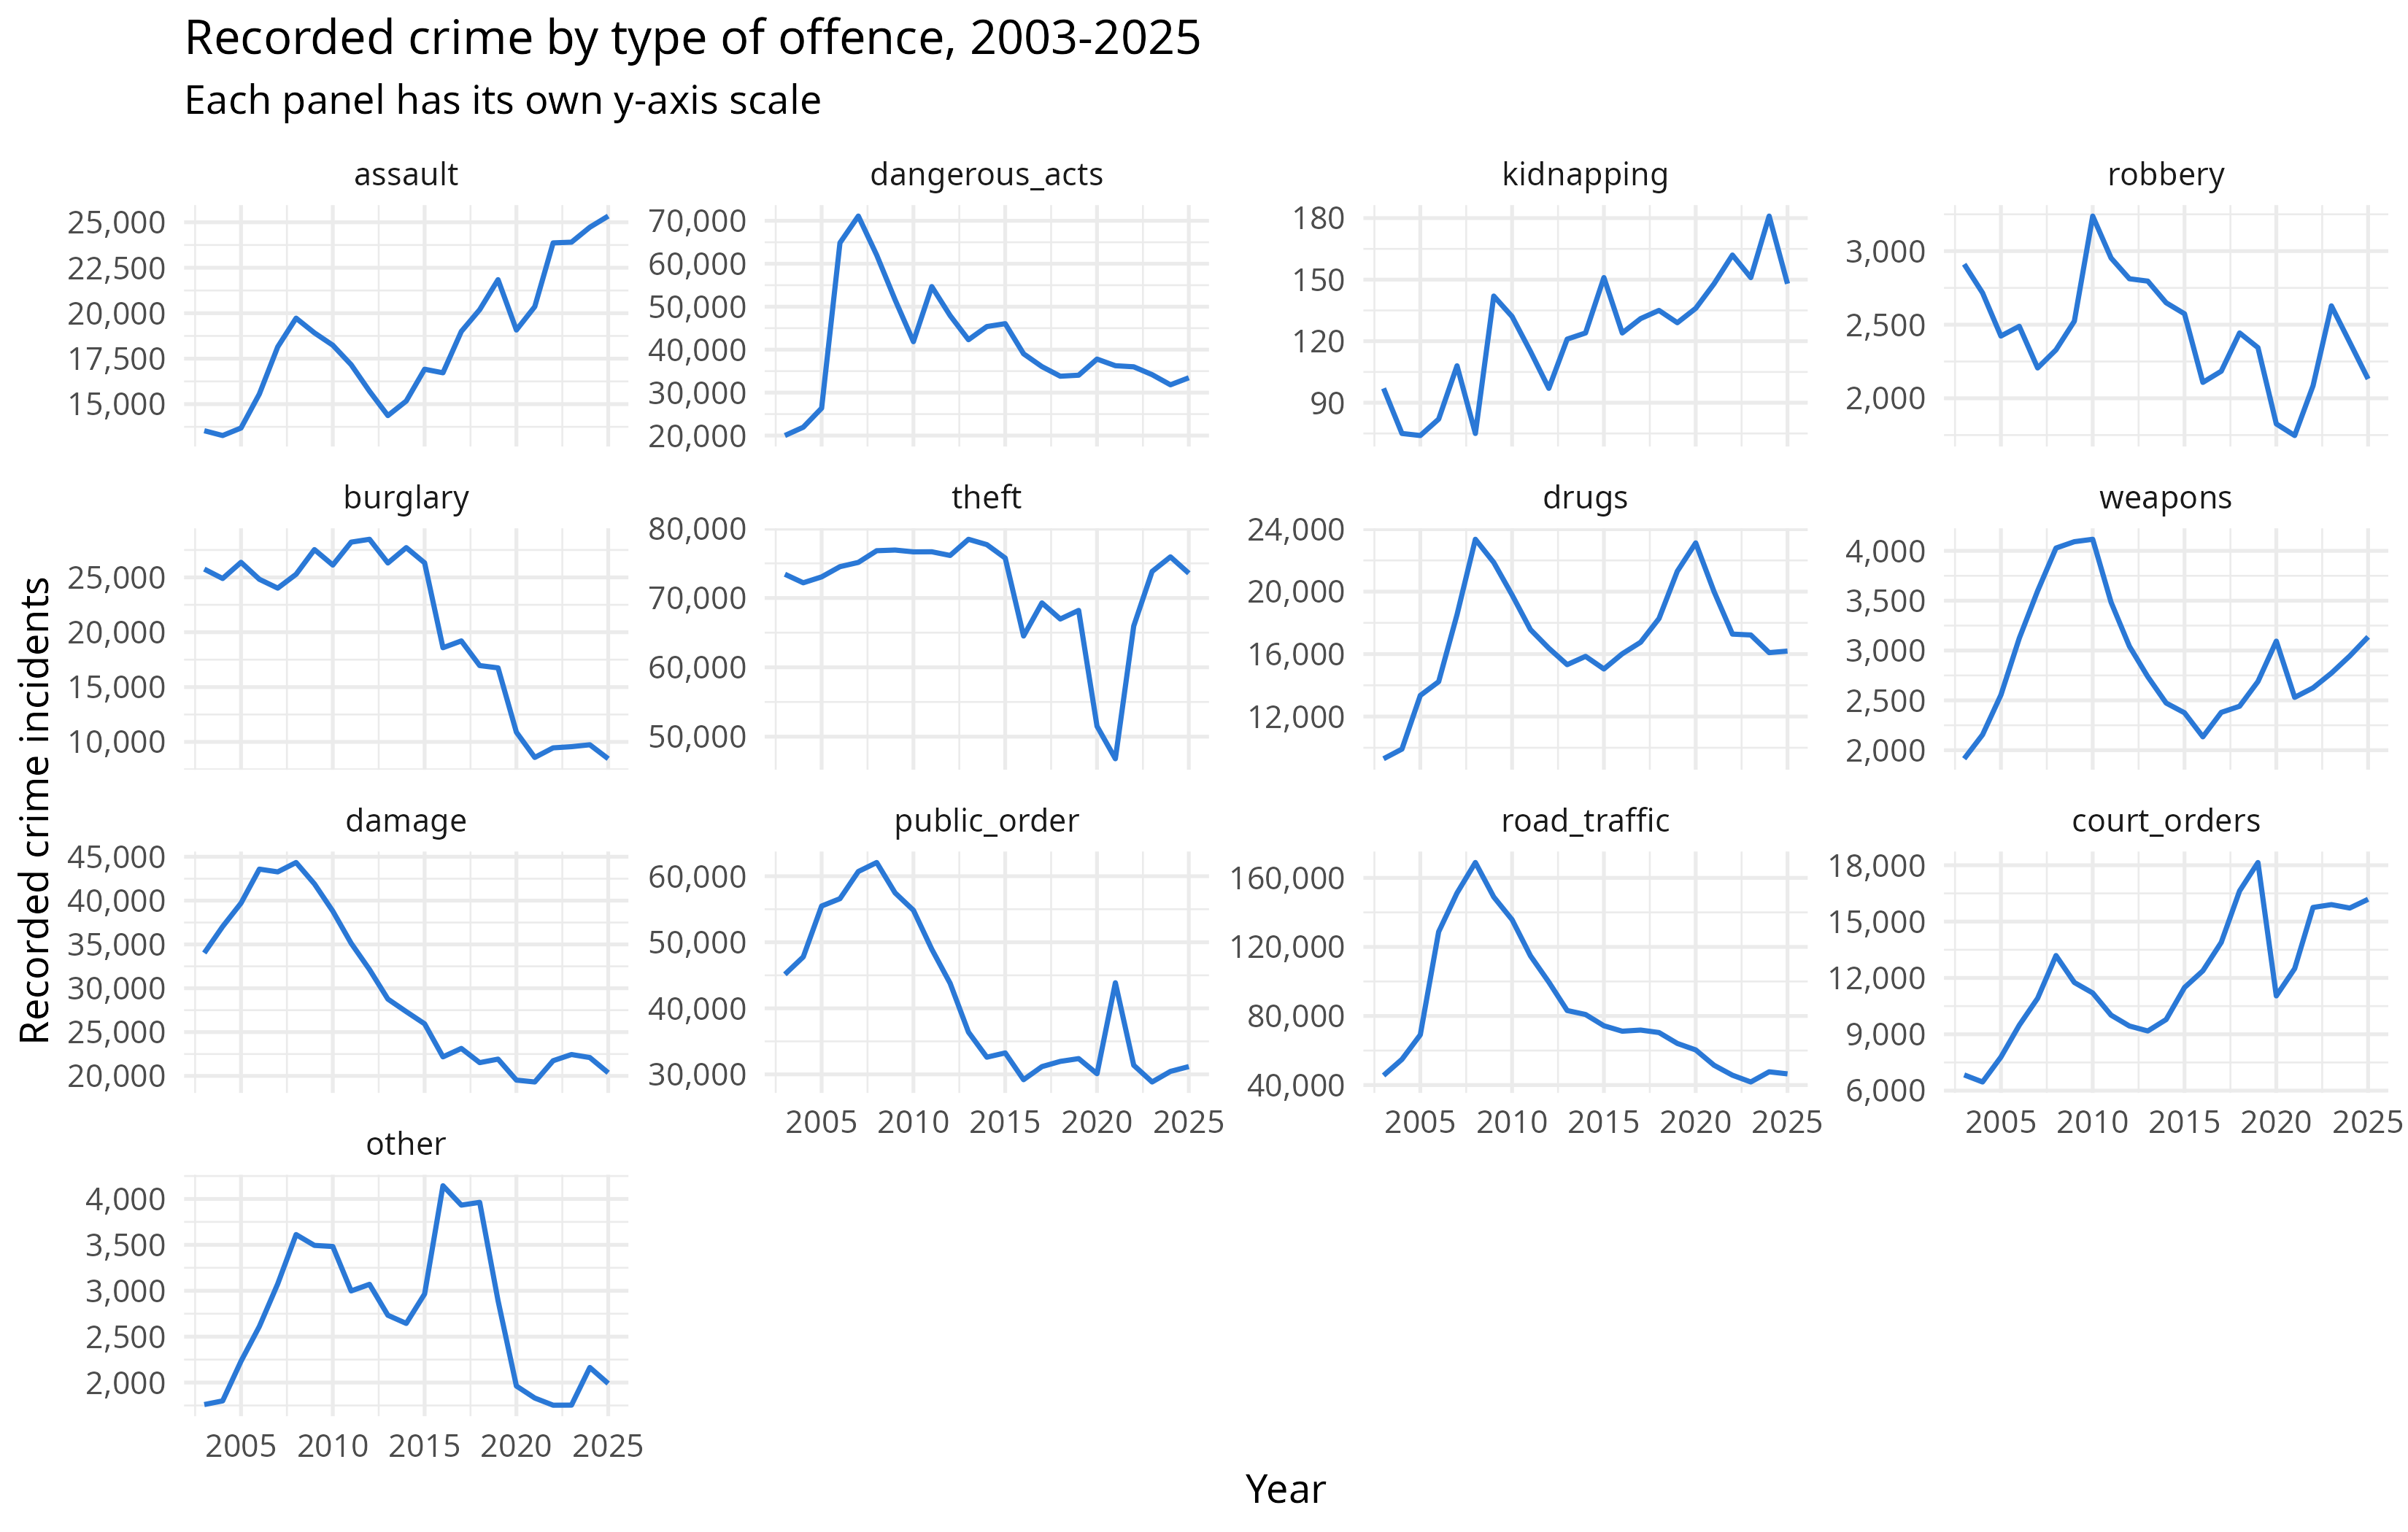 Recorded crime by type of offence, 2003-2025
Each panel has its own y-axis scale
Recorded crime incidents
assault
25,000
22,500
20,000
17,500
15,000
dangerous_acts
70,000
60,000
50,000
40,000
30,000
20,000
kidnapping
180
150
120
90
robbery
3,000
2,500
2,000
burglary
25,000
20,000
15,000
10,000
theft
80,000
70,000
60,000
50,000
drugs
24,000
20,000
16,000
12,000
weapons
4,000
3,500
3,000
2,500
2,000
damage
45,000
40,000
35,000
30,000
25,000
20,000
public_order
60,000
50,000
40,000
30,000
2005 2010 2015 2020 2025
road_traffic
160,000
120,000
80,000
40,000
2005 2010 2015 2020 2025
court_orders
18,000
15,000
12,000
9,000
6,000
2005 2010 2015 2020 2025
other
4,000
3,500
3,000
2,500
2,000
2005 2010 2015 2020 2025
Year